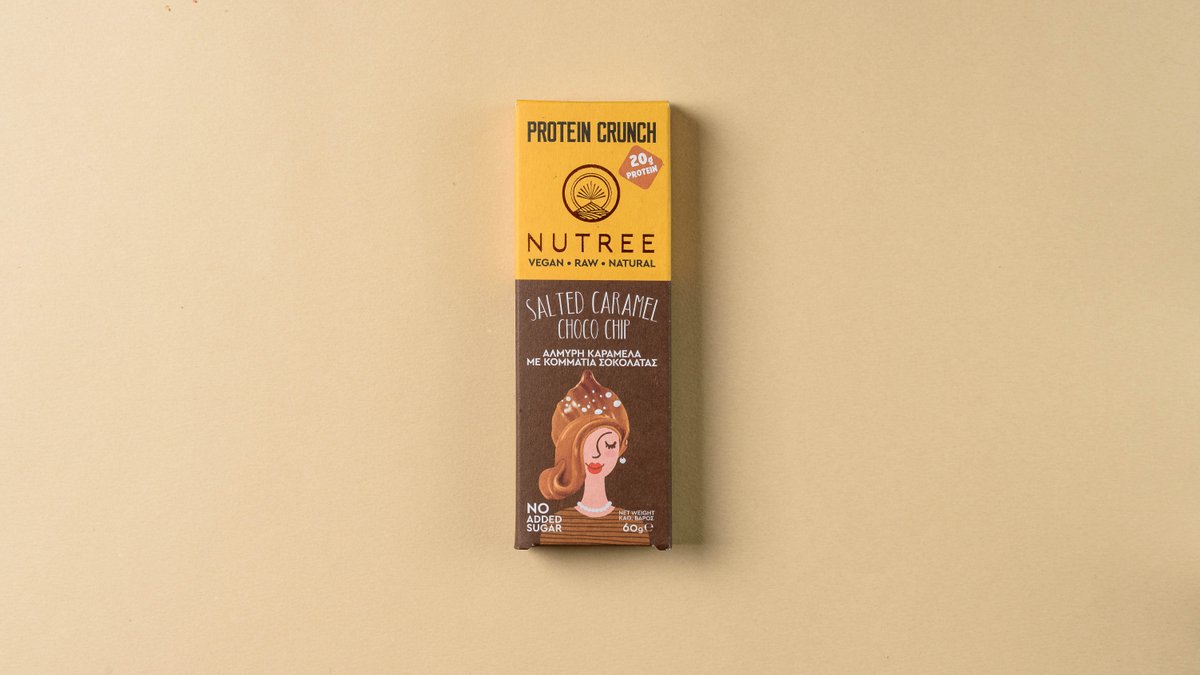 PROTEIN CRUNCH
20g
PROTEIN
NUTREE
VEGAN • RAW • NATURAL
SALTED CARAMEL
CHOCO CHIP
ΑΛΜΥΡΗ ΚΑΡΑΜΕΛΑ
ΜΕ ΚΟΜΜΑΤΙΑ ΣΟΚΟΛΑΤΑΣ
NO
ADDED
SUGAR
NET WEIGHT
ΚΑΘ. ΒΑΡΟΣ
60g℮